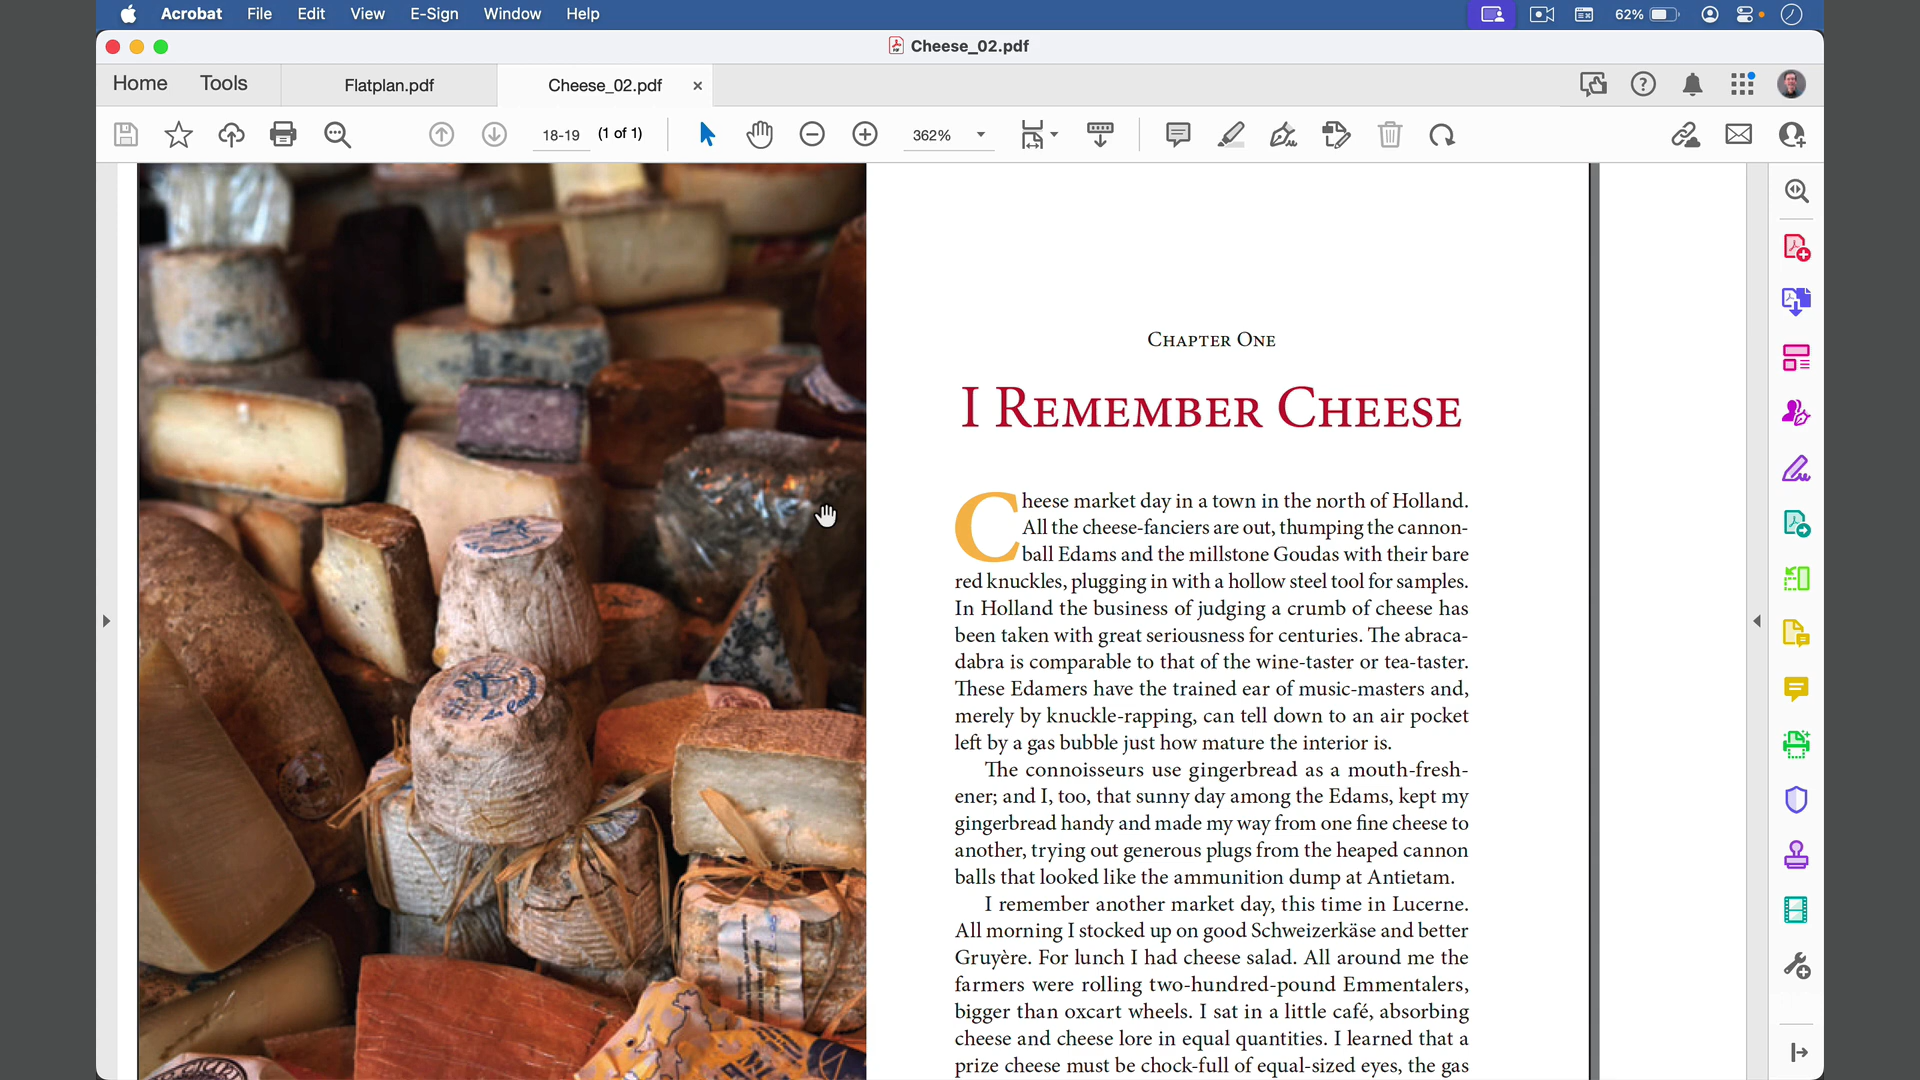 Acrobat File Edit View E-Sign Window Help 62%
Cheese_02.pdf
Home Tools Flatplan.pdf Cheese_02.pdf
18-19 (1 of 1) 362%
Chapter One
I Remember Cheese
Cheese market day in a town in the north of Holland.
All the cheese-fanciers are out, thumping the cannon-
ball Edams and the millstone Goudas with their bare
red knuckles, plugging in with a hollow steel tool for samples.
In Holland the business of judging a crumb of cheese has
been taken with great seriousness for centuries. The abraca-
dabra is comparable to that of the wine-taster or tea-taster.
These Edamers have the trained ear of music-masters and,
merely by knuckle-rapping, can tell down to an air pocket
left by a gas bubble just how mature the interior is.
The connoisseurs use gingerbread as a mouth-fresh-
ener; and I, too, that sunny day among the Edams, kept my
gingerbread handy and made my way from one fine cheese to
another, trying out generous plugs from the heaped cannon
balls that looked like the ammunition dump at Antietam.
I remember another market day, this time in Lucerne.
All morning I stocked up on good Schweizerkäse and better
Gruyère. For lunch I had cheese salad. All around me the
farmers were rolling two-hundred-pound Emmentalers,
bigger than oxcart wheels. I sat in a little café, absorbing
cheese and cheese lore in equal quantities. I learned that a
prize cheese must be chock-full of equal-sized eyes, the gas